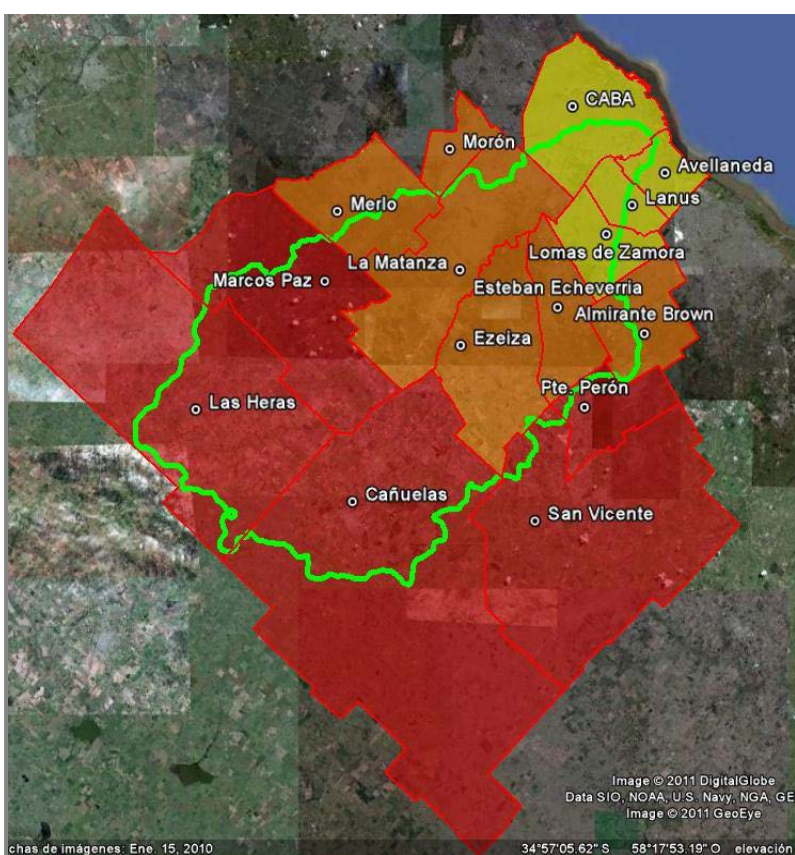 CABA
Morón
Avellaneda
Merlo
Lanus
Lomas de Zamora
La Matanza
Marcos Paz
Esteban Echeverria
Almirante Brown
Ezeiza
Pte. Perón
Las Heras
Cañuelas
San Vicente
Image © 2011 DigitalGlobe
Data SIO, NOAA, U.S. Navy, NGA, GE
Image © 2011 GeoEye
chas de imágenes: Ene. 15, 2010 34°57'05.62" S 58°17'53.19" O elevación